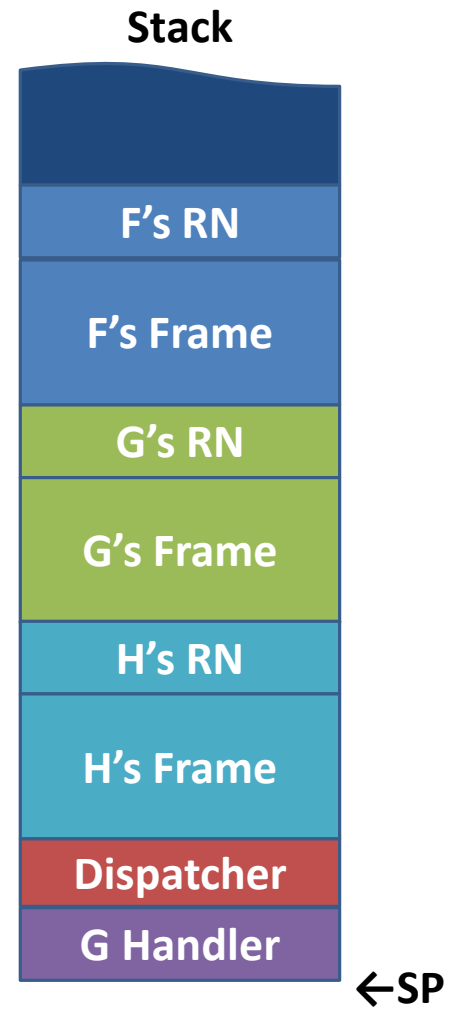 Stack
F’s RN
F’s Frame
G’s RN
G’s Frame
H’s RN
H’s Frame
Dispatcher
G Handler
←SP